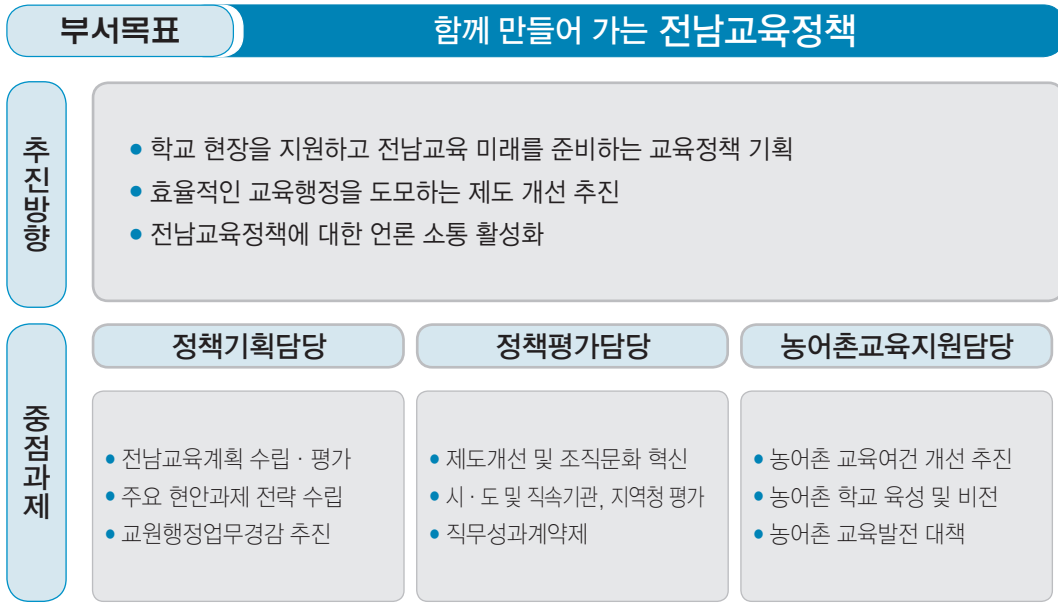 부서목표
함께 만들어 가는 전남교육정책
추진방향
● 학교 현장을 지원하고 전남교육 미래를 준비하는 교육정책 기획
● 효율적인 교육행정을 도모하는 제도 개선 추진
● 전남교육정책에 대한 언론 소통 활성화
중점과제
정책기획담당
● 전남교육계획 수립 · 평가
● 주요 현안과제 전략 수립
● 교원행정업무경감 추진
정책평가담당
● 제도개선 및 조직문화 혁신
● 시 · 도 및 직속기관, 지역청 평가
● 직무성과계약제
농어촌교육지원담당
● 농어촌 교육여건 개선 추진
● 농어촌 학교 육성 및 비전
● 농어촌 교육발전 대책